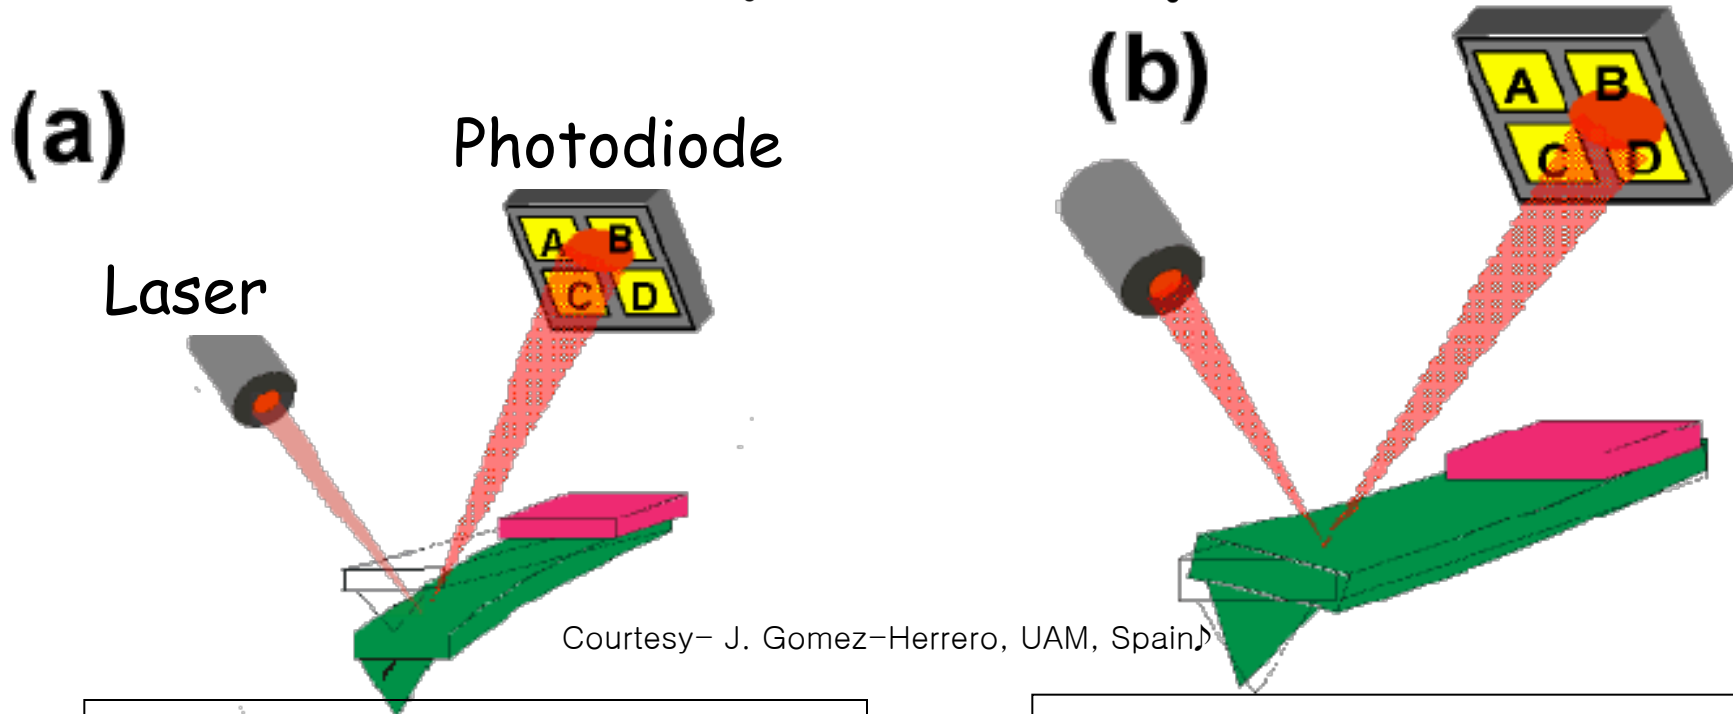 (a)
Photodiode
A B
C D
Laser
(b)
A B
C D
Courtesy- J. Gomez-Herrero, UAM, Spain♪